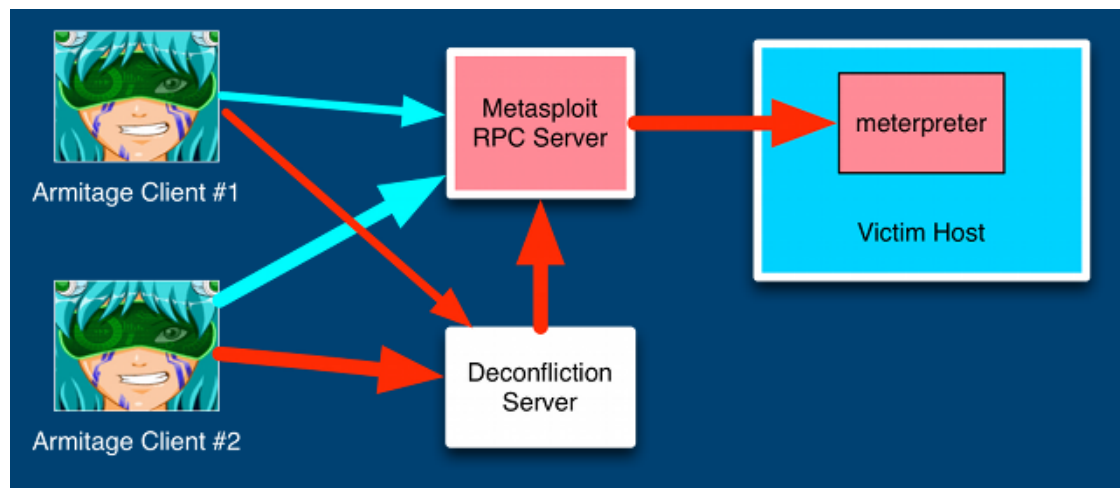 Armitage Client #1
Metasploit
RPC Server
meterpreter
Victim Host
Armitage Client #2
Deconfliction
Server